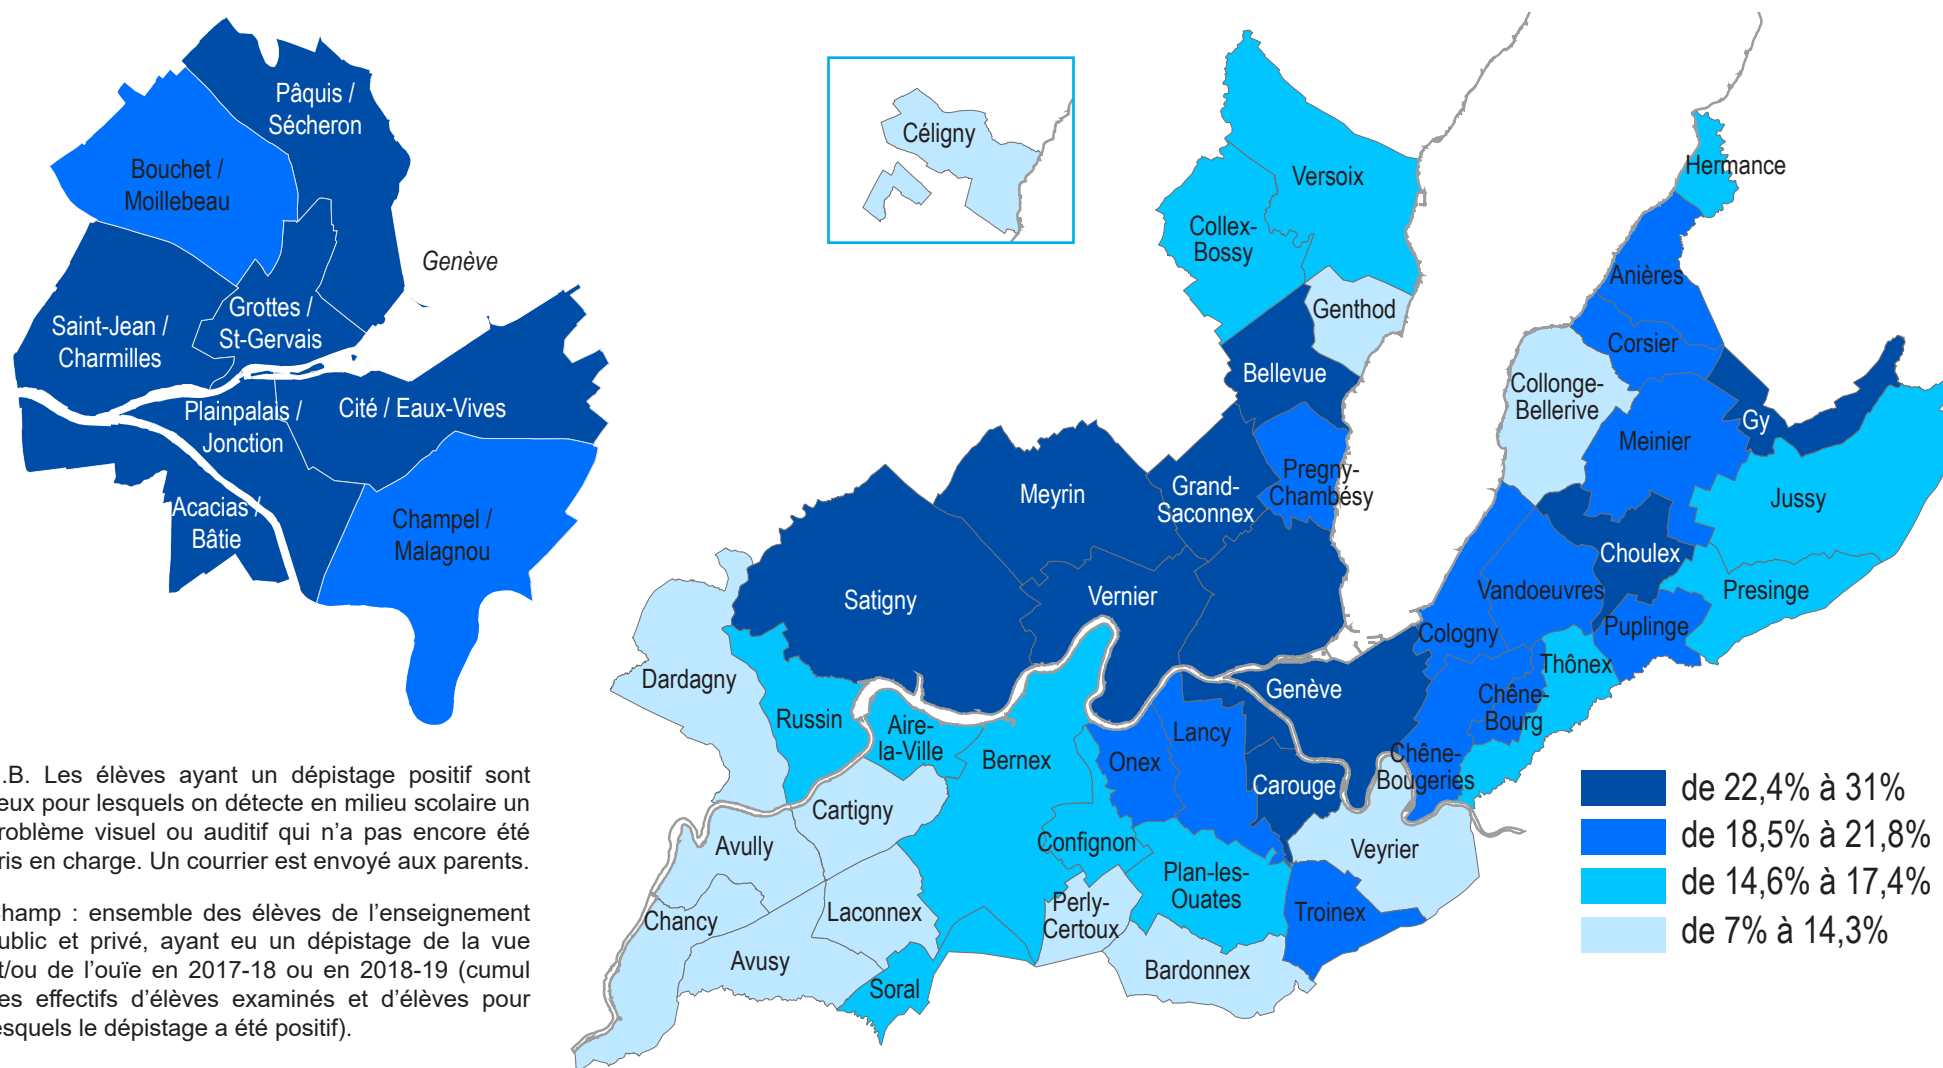 Pâquis /
Sécheron
Bouchet /
Moillebeau
Genève
Grottes /
St-Gervais
Saint-Jean /
Charmilles
Plainpalais /
Jonction
Cité / Eaux-Vives
Acacias /
Bâtie
Champel /
Malagnou
.B. Les élèves ayant un dépistage positif sont
eux pour lesquels on détecte en milieu scolaire un
roblème visuel ou auditif qui n’a pas encore été
ris en charge. Un courrier est envoyé aux parents.
hamp : ensemble des élèves de l’enseignement
ublic et privé, ayant eu un dépistage de la vue
t/ou de l’ouïe en 2017-18 ou en 2018-19 (cumul
es effectifs d’élèves examinés et d’élèves pour
esquels le dépistage a été positif).
Céligny
Versoix
Collex-
Bossy
Genthod
Bellevue
Pregny-
Chambésy
Grand-
Saconnex
Meyrin
Vernier
Satigny
Dardagny
Russin
Aire-
la-Ville
Bernex
Cartigny
Avully
Chancy
Avusy
Laconnex
Soral
Confignon
Perly-
Certoux
Plan-les-
Ouates
Bardonnex
Onex
Lancy
Carouge
Genève
Troinex
Veyrier
Chêne-
Bougeries
Chêne-
Bourg
Thônex
Cologny
Vandoeuvres
Puplinge
Choulex
Presinge
Jussy
Meinier
Gy
Collonge-
Bellerive
Corsier
Anières
Hermance
de 22,4% à 31%
de 18,5% à 21,8%
de 14,6% à 17,4%
de 7% à 14,3%